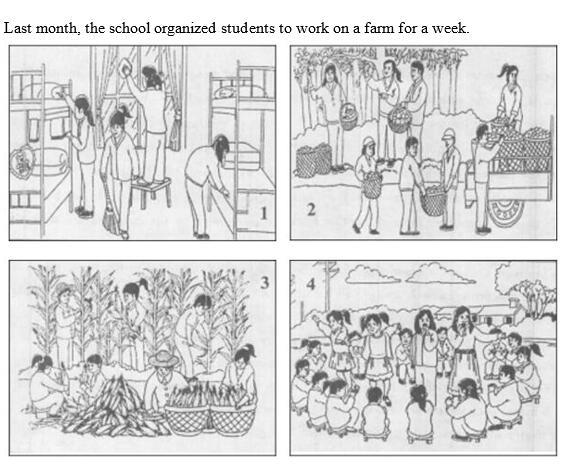 Last month, the school organized students to work on a farm for a week.
1
2
3
4